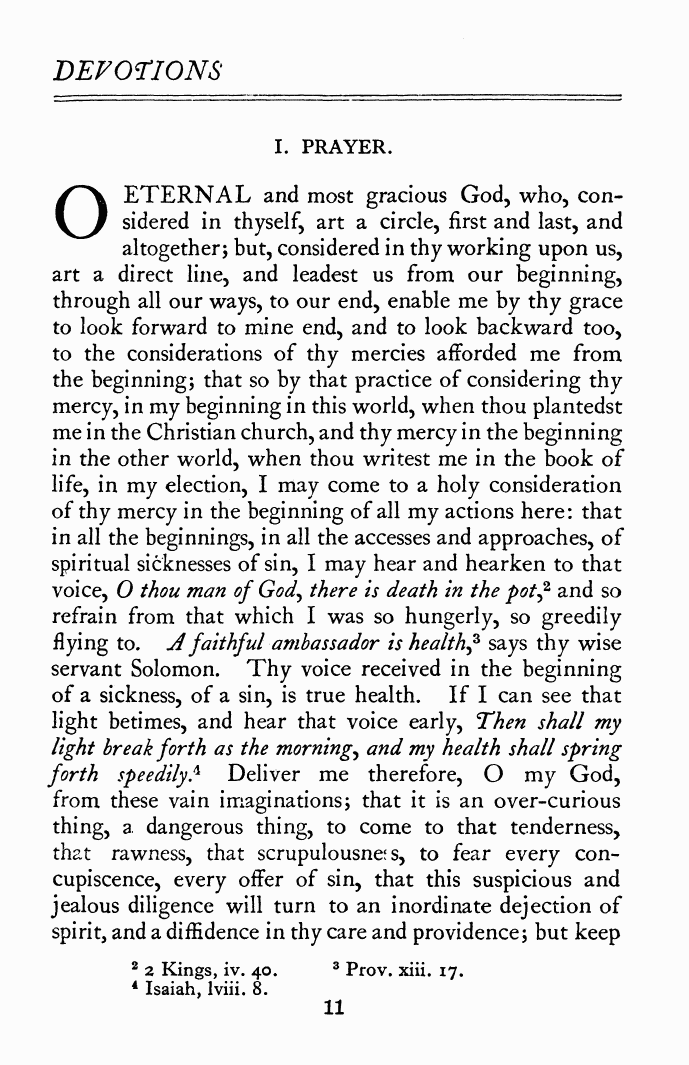 DEVOTIONS
I. PRAYER.
O ETERNAL and most gracious God, who, con-
sidered in thyself, art a circle, first and last, and
altogether; but, considered in thy working upon us,
art a direct line, and leadest us from our beginning,
through all our ways, to our end, enable me by thy grace
to look forward to mine end, and to look backward too,
to the considerations of thy mercies afforded me from
the beginning; that so by that practice of considering thy
mercy, in my beginning in this world, when thou plantedst
me in the Christian church, and thy mercy in the beginning
in the other world, when thou writest me in the book of
life, in my election, I may come to a holy consideration
of thy mercy in the beginning of all my actions here: that
in all the beginnings, in all the accesses and approaches, of
spiritual sicknesses of sin, I may hear and hearken to that
voice, O thou man of God, there is death in the pot,² and so
refrain from that which I was so hungerly, so greedily
flying to. A faithful ambassador is health,³ says thy wise
servant Solomon. Thy voice received in the beginning
of a sickness, of a sin, is true health. If I can see that
light betimes, and hear that voice early, Then shall my
light break forth as the morning, and my health shall spring
forth speedily.⁴ Deliver me therefore, O my God,
from these vain imaginations; that it is an over-curious
thing, a dangerous thing, to come to that tenderness,
that rawness, that scrupulousness, to fear every con-
cupiscence, every offer of sin, that this suspicious and
jealous diligence will turn to an inordinate dejection of
spirit, and a diffidence in thy care and providence; but keep
² 2 Kings, iv. 40. ³ Prov. xiii. 17.
⁴ Isaiah, lviii. 8.
11